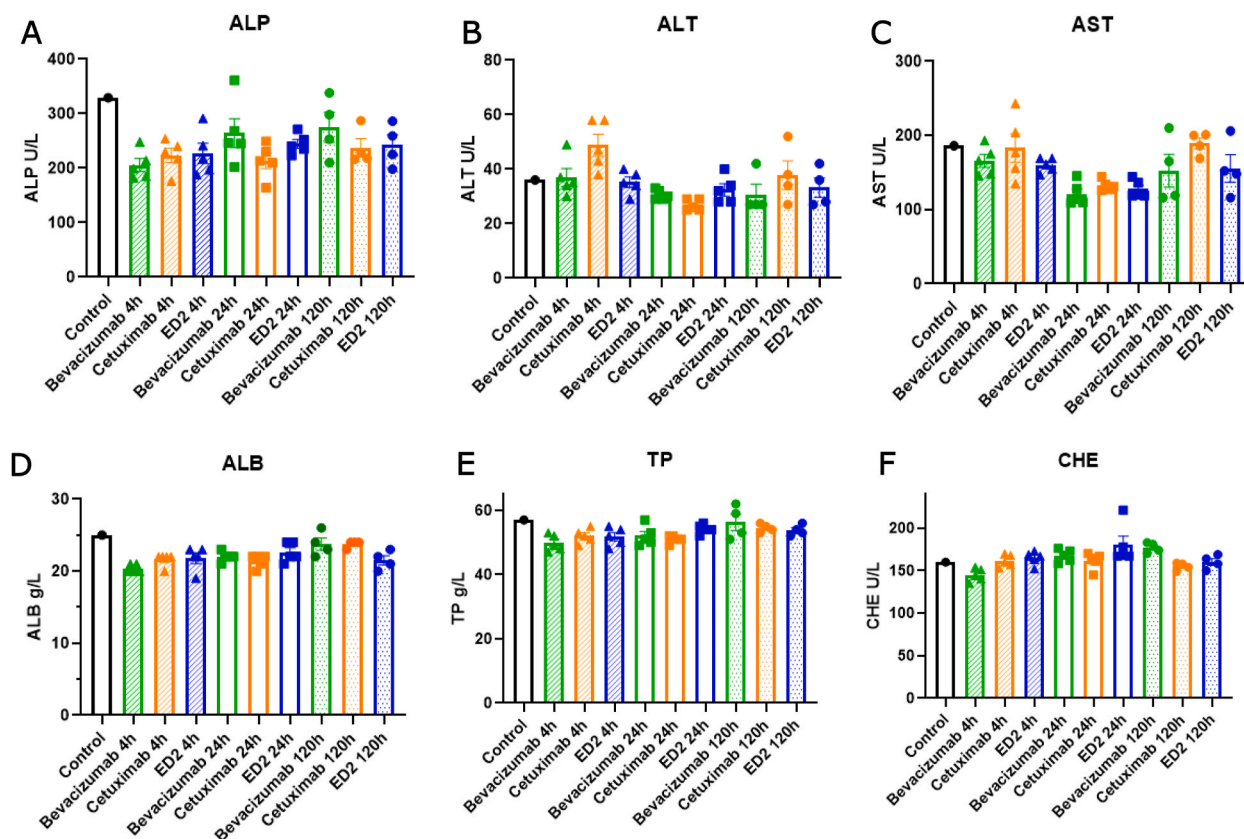 A
ALP
ALP U/L
400
300
200
100
0
Control
Bevacizumab 4h
Cetuximab 4h
ED2 4h
Bevacizumab 24h
Cetuximab 24h
ED2 24h
Bevacizumab 120h
Cetuximab 120h
ED2 120h
B
ALT
ALT U/L
80
60
40
20
0
Control
Bevacizumab 4h
Cetuximab 4h
ED2 4h
Bevacizumab 24h
Cetuximab 24h
ED2 24h
Bevacizumab 120h
Cetuximab 120h
ED2 120h
C
AST
AST U/L
300
200
100
0
Control
Bevacizumab 4h
Cetuximab 4h
ED2 4h
Bevacizumab 24h
Cetuximab 24h
ED2 24h
Bevacizumab 120h
Cetuximab 120h
ED2 120h
D
ALB
ALB g/L
30
20
10
0
Control
Bevacizumab 4h
Cetuximab 4h
ED2 4h
Bevacizumab 24h
Cetuximab 24h
ED2 24h
Bevacizumab 120h
Cetuximab 120h
ED2 120h
E
TP
TP g/L
60
40
20
0
Control
Bevacizumab 4h
Cetuximab 4h
ED2 4h
Bevacizumab 24h
Cetuximab 24h
ED2 24h
Bevacizumab 120h
Cetuximab 120h
ED2 120h
F
CHE
CHE U/L
200
150
100
50
0
Control
Bevacizumab 4h
Cetuximab 4h
ED2 4h
Bevacizumab 24h
Cetuximab 24h
ED2 24h
Bevacizumab 120h
Cetuximab 120h
ED2 120h